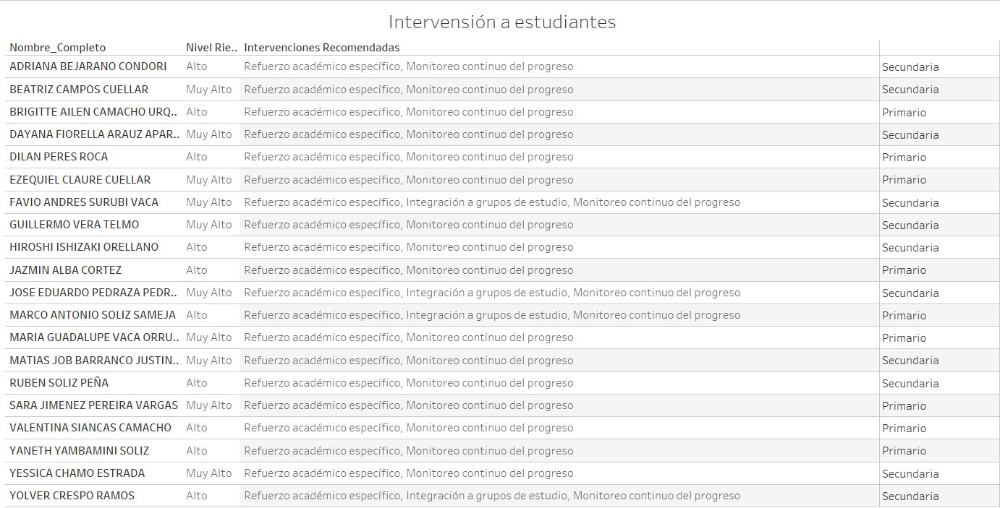 Intervensión a estudiantes
Nombre_Completo Nivel Rie.. Intervenciones Recomendadas
ADRIANA BEJARANO CONDORI Alto Refuerzo académico específico, Monitoreo continuo del progreso Secundaria
BEATRIZ CAMPOS CUELLAR Muy Alto Refuerzo académico específico, Monitoreo continuo del progreso Secundaria
BRIGITTE AILEN CAMACHO URQ.. Alto Refuerzo académico específico, Monitoreo continuo del progreso Primario
DAYANA FIORELLA ARAUZ APAR.. Muy Alto Refuerzo académico específico, Monitoreo continuo del progreso Secundaria
DILAN PERES ROCA Alto Refuerzo académico específico, Monitoreo continuo del progreso Primario
EZEQUIEL CLAURE CUELLAR Muy Alto Refuerzo académico específico, Monitoreo continuo del progreso Primario
FAVIO ANDRES SURUBI VACA Muy Alto Refuerzo académico específico, Integración a grupos de estudio, Monitoreo continuo del progreso Secundaria
GUILLERMO VERA TELMO Muy Alto Refuerzo académico específico, Monitoreo continuo del progreso Secundaria
HIROSHI ISHIZAKI ORELLANO Alto Refuerzo académico específico, Monitoreo continuo del progreso Secundaria
JAZMIN ALBA CORTEZ Alto Refuerzo académico específico, Monitoreo continuo del progreso Primario
JOSE EDUARDO PEDRAZA PEDR.. Muy Alto Refuerzo académico específico, Integración a grupos de estudio, Monitoreo continuo del progreso Secundaria
MARCO ANTONIO SOLIZ SAMEJA Alto Refuerzo académico específico, Integración a grupos de estudio, Monitoreo continuo del progreso Primario
MARIA GUADALUPE VACA ORRU.. Muy Alto Refuerzo académico específico, Monitoreo continuo del progreso Primario
MATIAS JOB BARRANCO JUSTIN.. Muy Alto Refuerzo académico específico, Monitoreo continuo del progreso Secundaria
RUBEN SOLIZ PEÑA Alto Refuerzo académico específico, Monitoreo continuo del progreso Secundaria
SARA JIMENEZ PEREIRA VARGAS Muy Alto Refuerzo académico específico, Monitoreo continuo del progreso Primario
VALENTINA SIANCAS CAMACHO Alto Refuerzo académico específico, Monitoreo continuo del progreso Primario
YANETH YAMBAMINI SOLIZ Alto Refuerzo académico específico, Monitoreo continuo del progreso Primario
YESSICA CHAMO ESTRADA Muy Alto Refuerzo académico específico, Monitoreo continuo del progreso Secundaria
YOLVER CRESPO RAMOS Alto Refuerzo académico específico, Integración a grupos de estudio, Monitoreo continuo del progreso Secundaria